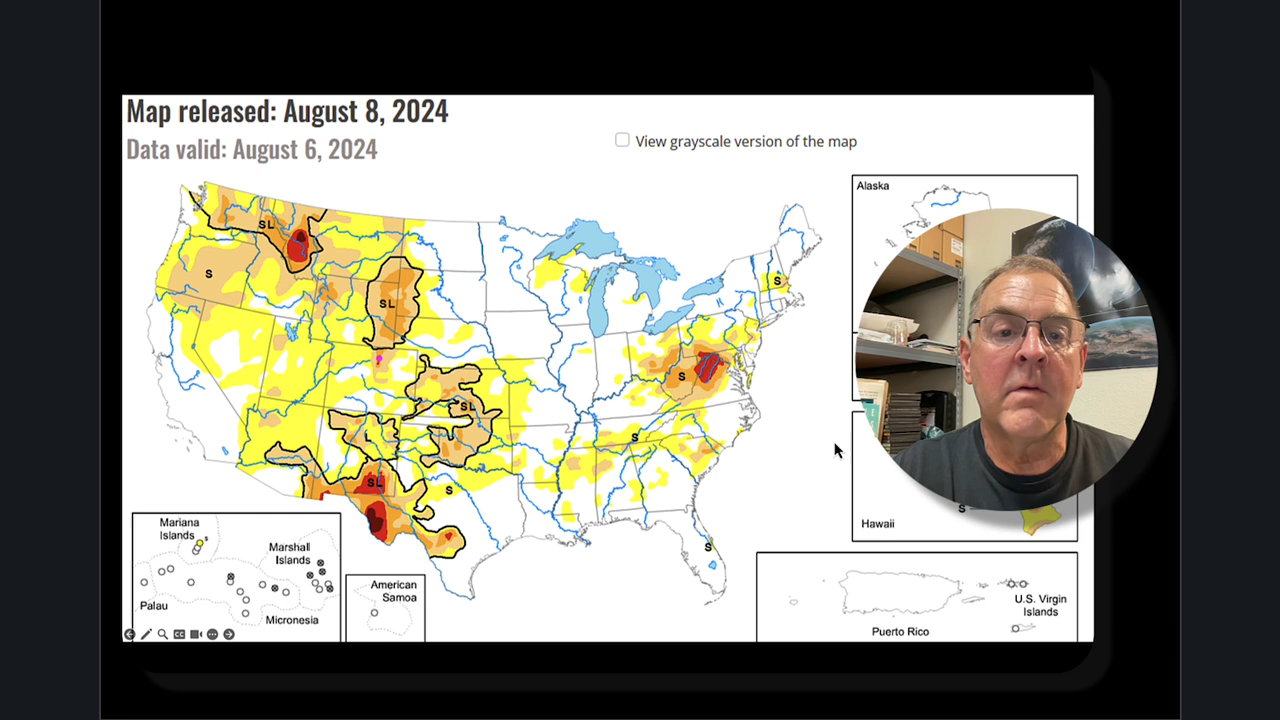 Map released: August 8, 2024
Data valid: August 6, 2024
View grayscale version of the map
Alaska
SL
S
SL
S
S
SL
S
L
SL
S
S
S
Hawaii
Mariana
Islands
S
Marshall
Islands
Palau
Micronesia
American
Samoa
U.S. Virgin
Islands
Puerto Rico
CC